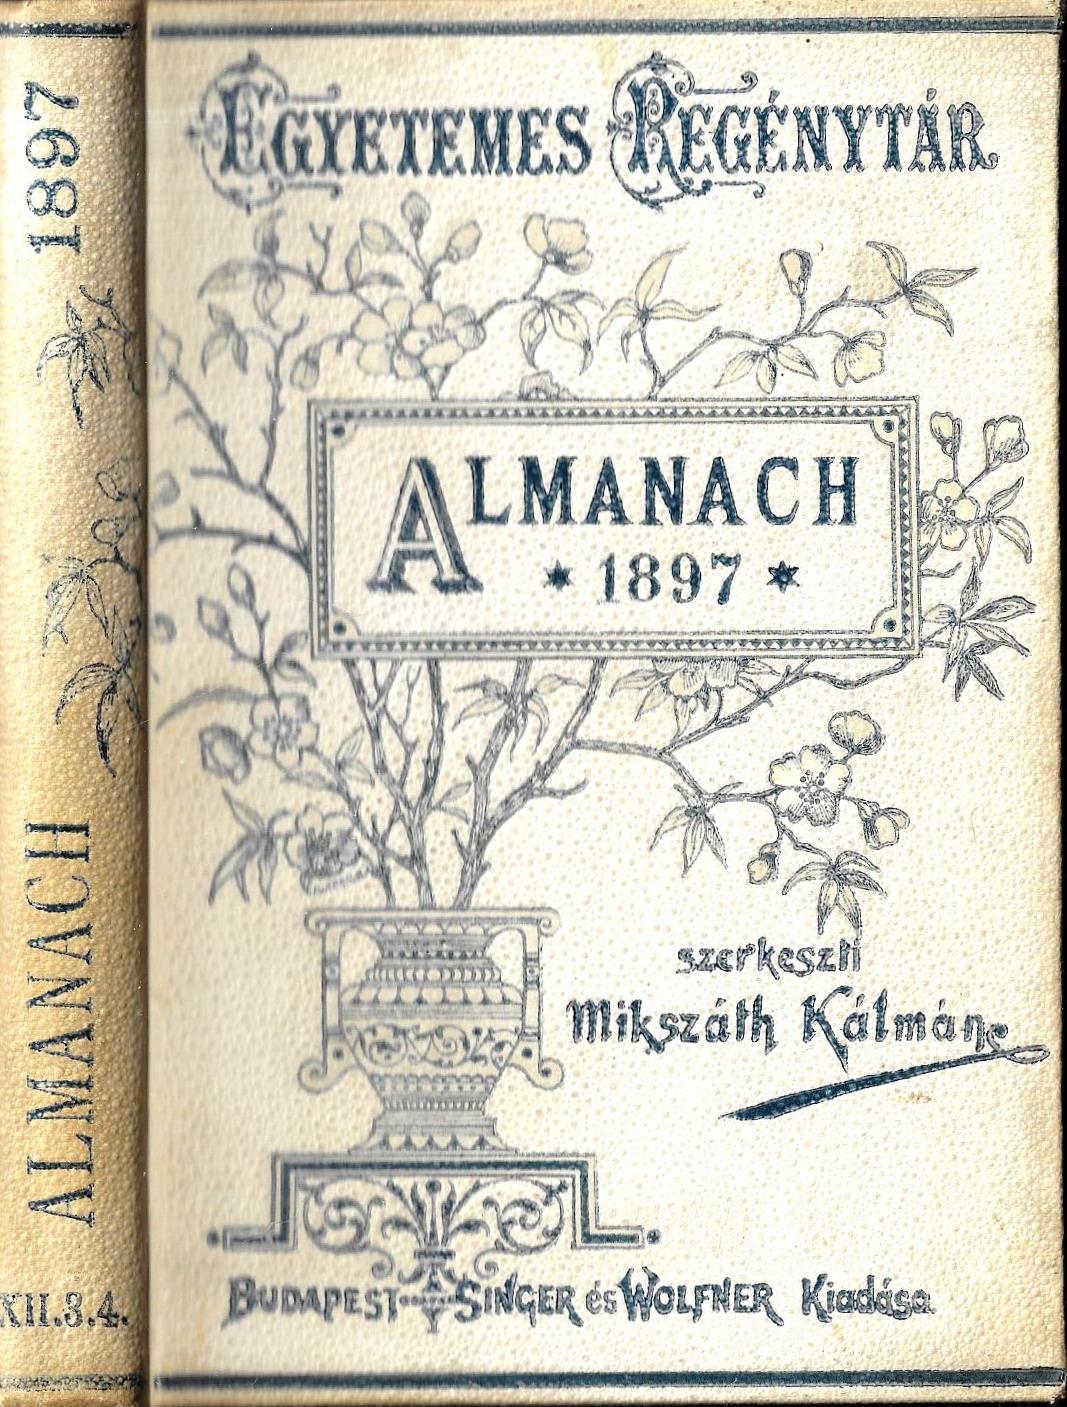 1897
ALMANACH
XII.3.4.
EGYETEMES REGÉNYTÁR
ALMANACH
* 1897 *
szerkeszti
Mikszáth Kálmán
BUDAPEST SINGER és WOLFNER Kiadása